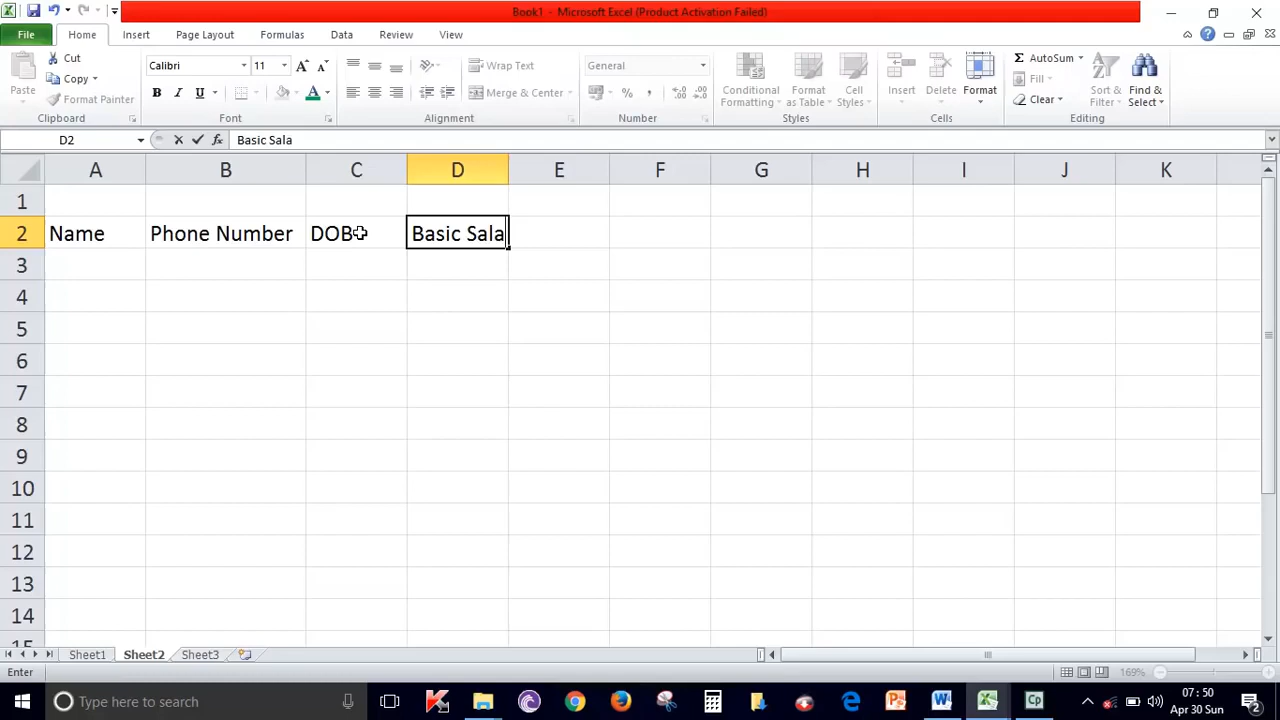 Book1 - Microsoft Excel (Product Activation Failed)
File Home Insert Page Layout Formulas Data Review View
Paste Cut Copy Format Painter
Calibri 11
B I U A
Wrap Text
Merge & Center
General
% ,
Conditional Formatting
Format as Table
Cell Styles
Insert Delete Format
Σ AutoSum
Fill
Clear
Sort & Filter
Find & Select
Clipboard Font Alignment Number Styles Cells Editing
D2 fx Basic Sala
A B C D E F G H I J K
1
2 Name Phone Number DOB Basic Sala
3
4
5
6
7
8
9
10
11
12
13
14
15
Sheet1 Sheet2 Sheet3
Enter 169%
Type here to search
07:50
Apr 30 Sun
2